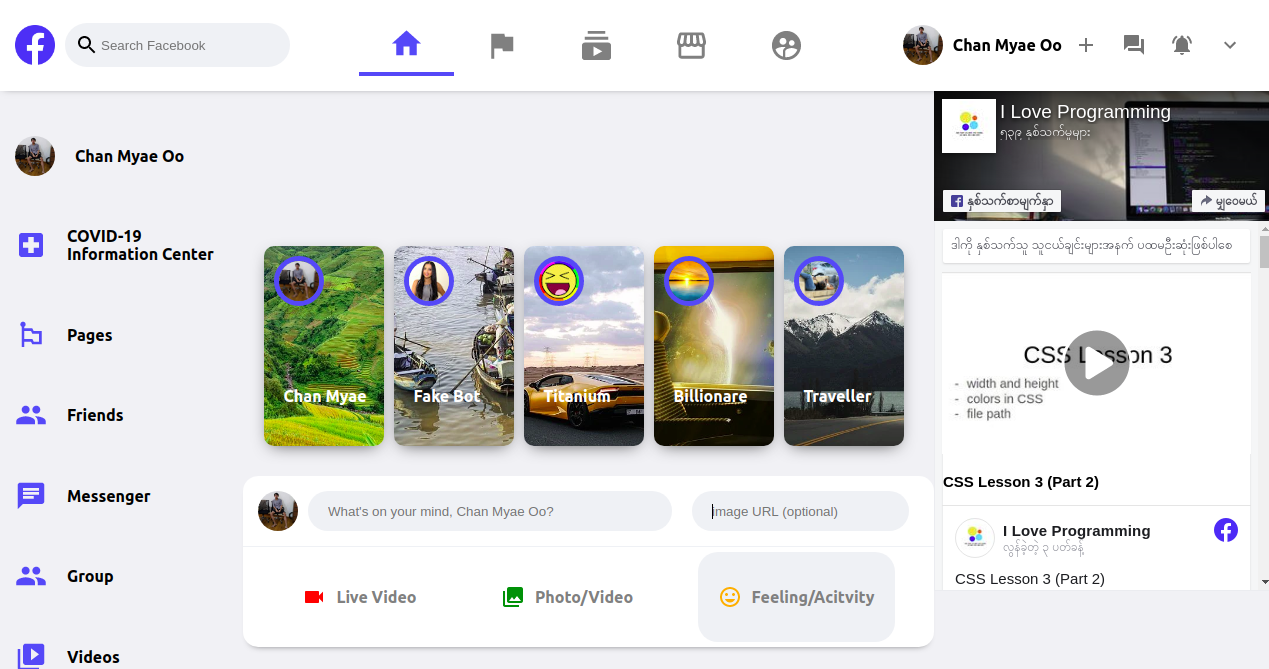 Search Facebook
Chan Myae Oo
Chan Myae Oo
COVID-19
Information Center
Pages
Friends
Messenger
Group
Videos
Chan Myae
Fake Bot
Titanium
Billionare
Traveller
What's on your mind, Chan Myae Oo?
Image URL (optional)
Live Video
Photo/Video
Feeling/Acitvity
I Love Programming
၅၃၉ နှစ်သက်မှုများ
နှစ်သက်စာမျက်နှာ
မျှဝေမယ်
ဒါကို နှစ်သက်သူ သူငယ်ချင်းများအနက် ပထမဦးဆုံးဖြစ်ပါစေ
CSS Lesson 3
- width and height
- colors in CSS
- file path
CSS Lesson 3 (Part 2)
I Love Programming
လွန်ခဲ့တဲ့ ၃ ပတ်ခန့်
CSS Lesson 3 (Part 2)